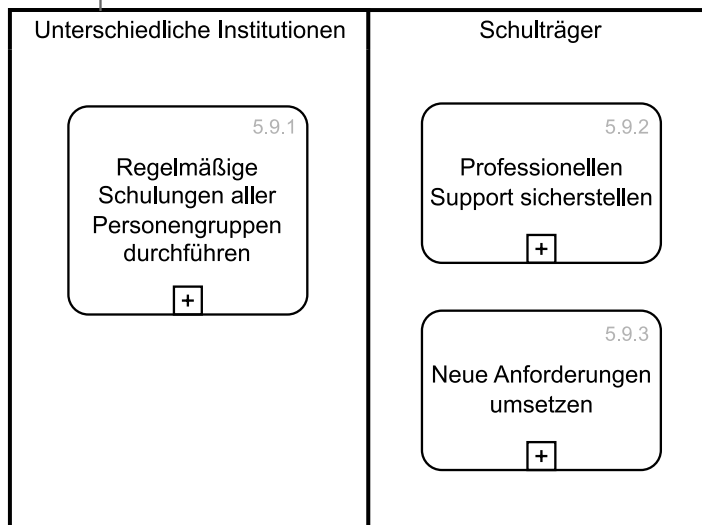 Unterschiedliche Institutionen
Schulträger
5.9.1
Regelmäßige
Schulungen aller
Personengruppen
durchführen
+
5.9.2
Professionellen
Support sicherstellen
+
5.9.3
Neue Anforderungen
umsetzen
+